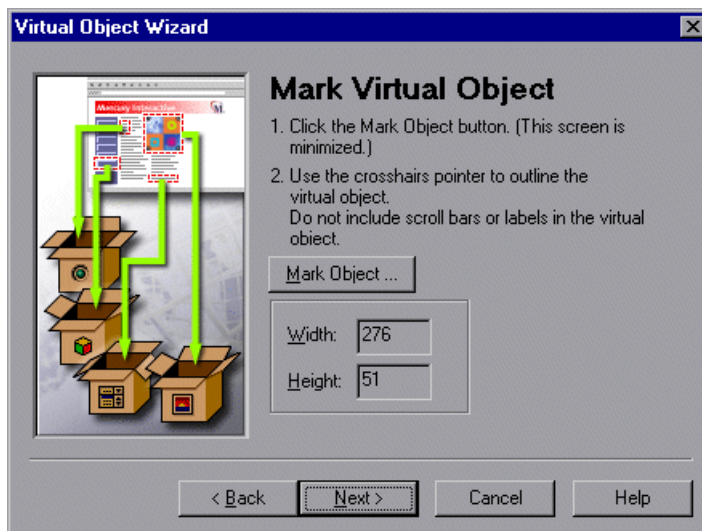 Virtual Object Wizard
Mercury Interactive
M
Mark Virtual Object
1. Click the Mark Object button. (This screen is
minimized.)
2. Use the crosshairs pointer to outline the
virtual object.
Do not include scroll bars or labels in the virtual
object.
Mark Object ...
Width: 276
Height: 51
< Back
Next >
Cancel
Help